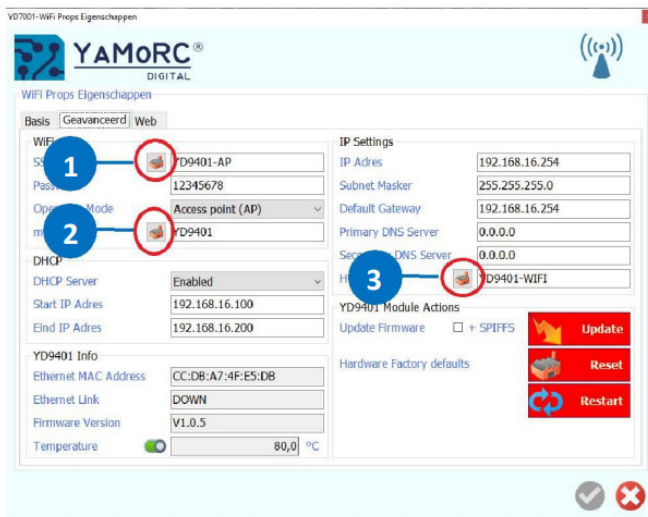 VD7001-WiFi Props Eigenschappen
YAMORC®
DIGITAL
WiFi Props Eigenschappen
Basis Geavanceerd Web
WiFi
1
YD9401-AP
12345678
Mode Access point (AP)
2
YD9401
DHCP
DHCP Server Enabled
Start IP Adres 192.168.16.100
Eind IP Adres 192.168.16.200
YD9401 Info
Ethernet MAC Address CC:DB:A7:4F:E5:DB
Ethernet Link DOWN
Firmware Version V1.0.5
Temperature 80,0 °C
IP Settings
IP Adres 192.168.16.254
Subnet Masker 255.255.255.0
Default Gateway 192.168.16.254
Primary DNS Server 0.0.0.0
DNS Server 0.0.0.0
3
YD9401-WIFI
YD9401 Module Actions
Update Firmware + SPIFFS Update
Hardware Factory defaults Reset
Restart